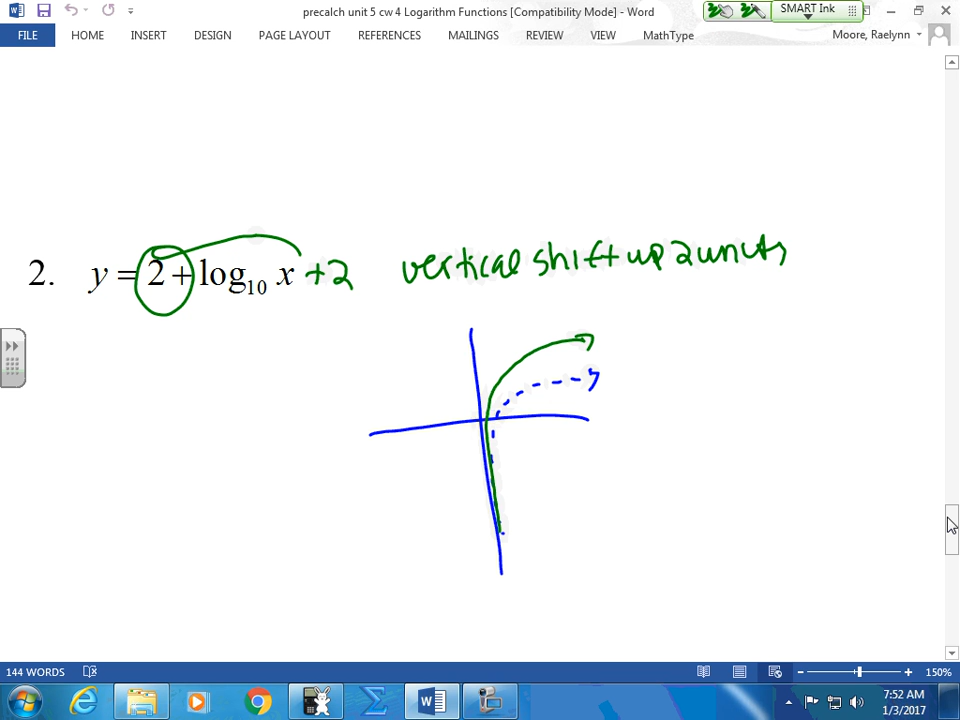 precalch unit 5 cw 4 Logarithm Functions [Compatibility Mode] - Word
SMART Ink
FILE HOME INSERT DESIGN PAGE LAYOUT REFERENCES MAILINGS REVIEW VIEW MathType Moore, Raelynn
2. y = 2 + log₁₀ x +2 vertical shift up 2 units
144 WORDS 150%
7:52 AM
1/3/2017